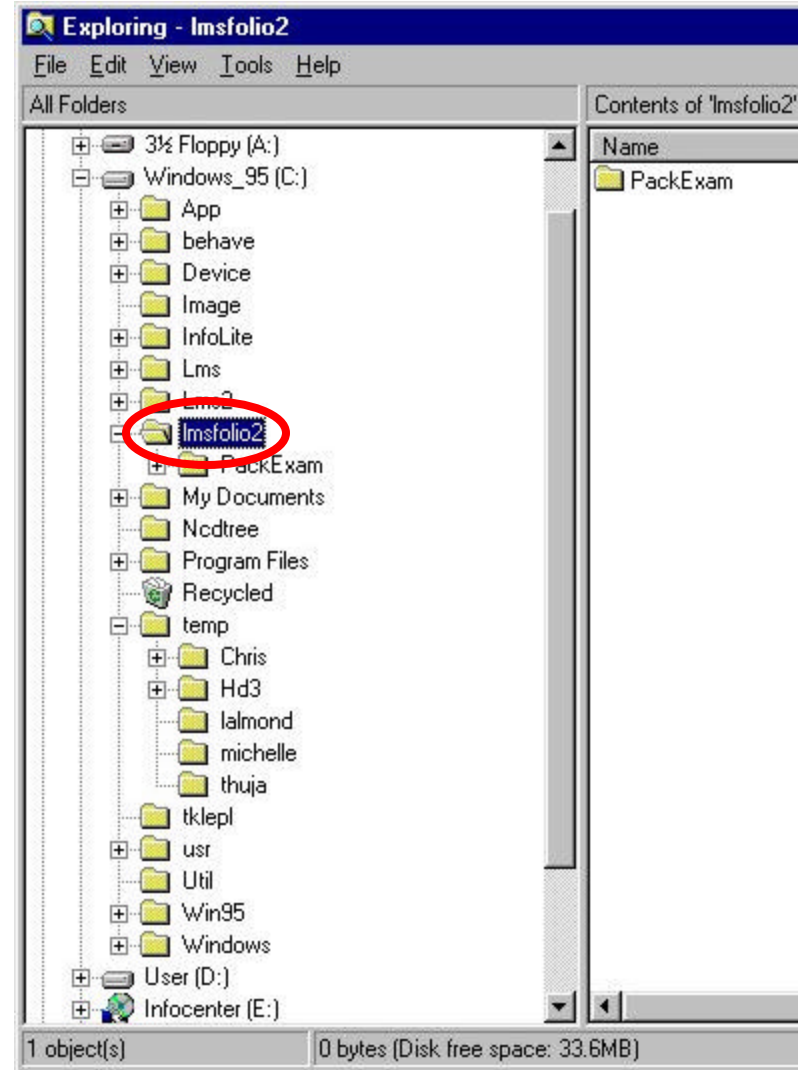 Exploring - lmsfolio2
File Edit View Tools Help
All Folders
Contents of 'lmsfolio2'
3½ Floppy (A:)
Name
Windows_95 (C:)
PackExam
App
behave
Device
Image
InfoLite
Lms
Lms2
lmsfolio2
PackExam
My Documents
Ncdtree
Program Files
Recycled
temp
Chris
Hd3
lalmond
michelle
thuja
tklepl
usr
Util
Win95
Windows
User (D:)
Infocenter (E:)
1 object(s)
0 bytes (Disk free space: 33.6MB)